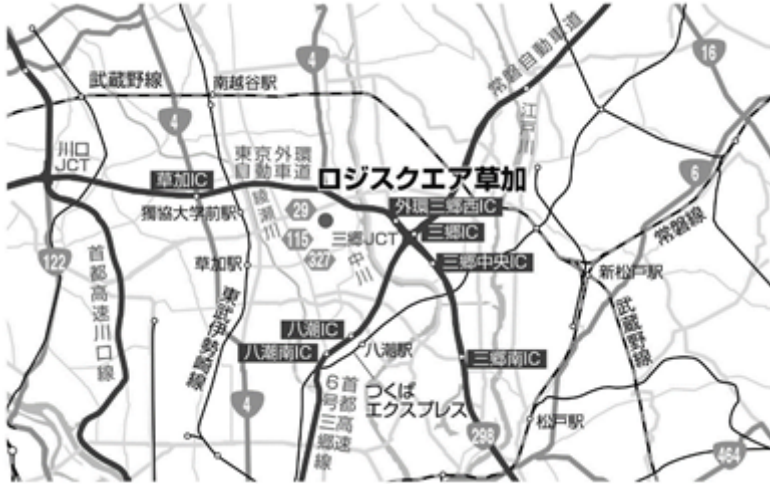 4
16
常磐自動車道
武蔵野線
南越谷駅
江戸川
4
川口
JCT
東京外環
自動車道
ロジスクエア草加
6
草加IC
綾瀬川
29
外環三郷西IC
獨協大学前駅
115
三郷JCT
三郷IC
常磐線
中川
327
122
首都高速川口線
草加駅
三郷中央IC
新松戸駅
東武伊勢崎線
武蔵野線
八潮IC
八潮南IC
八潮駅
三郷南IC
つくば
エクスプレス
首都高速
6号三郷線
4
298
松戸駅
464